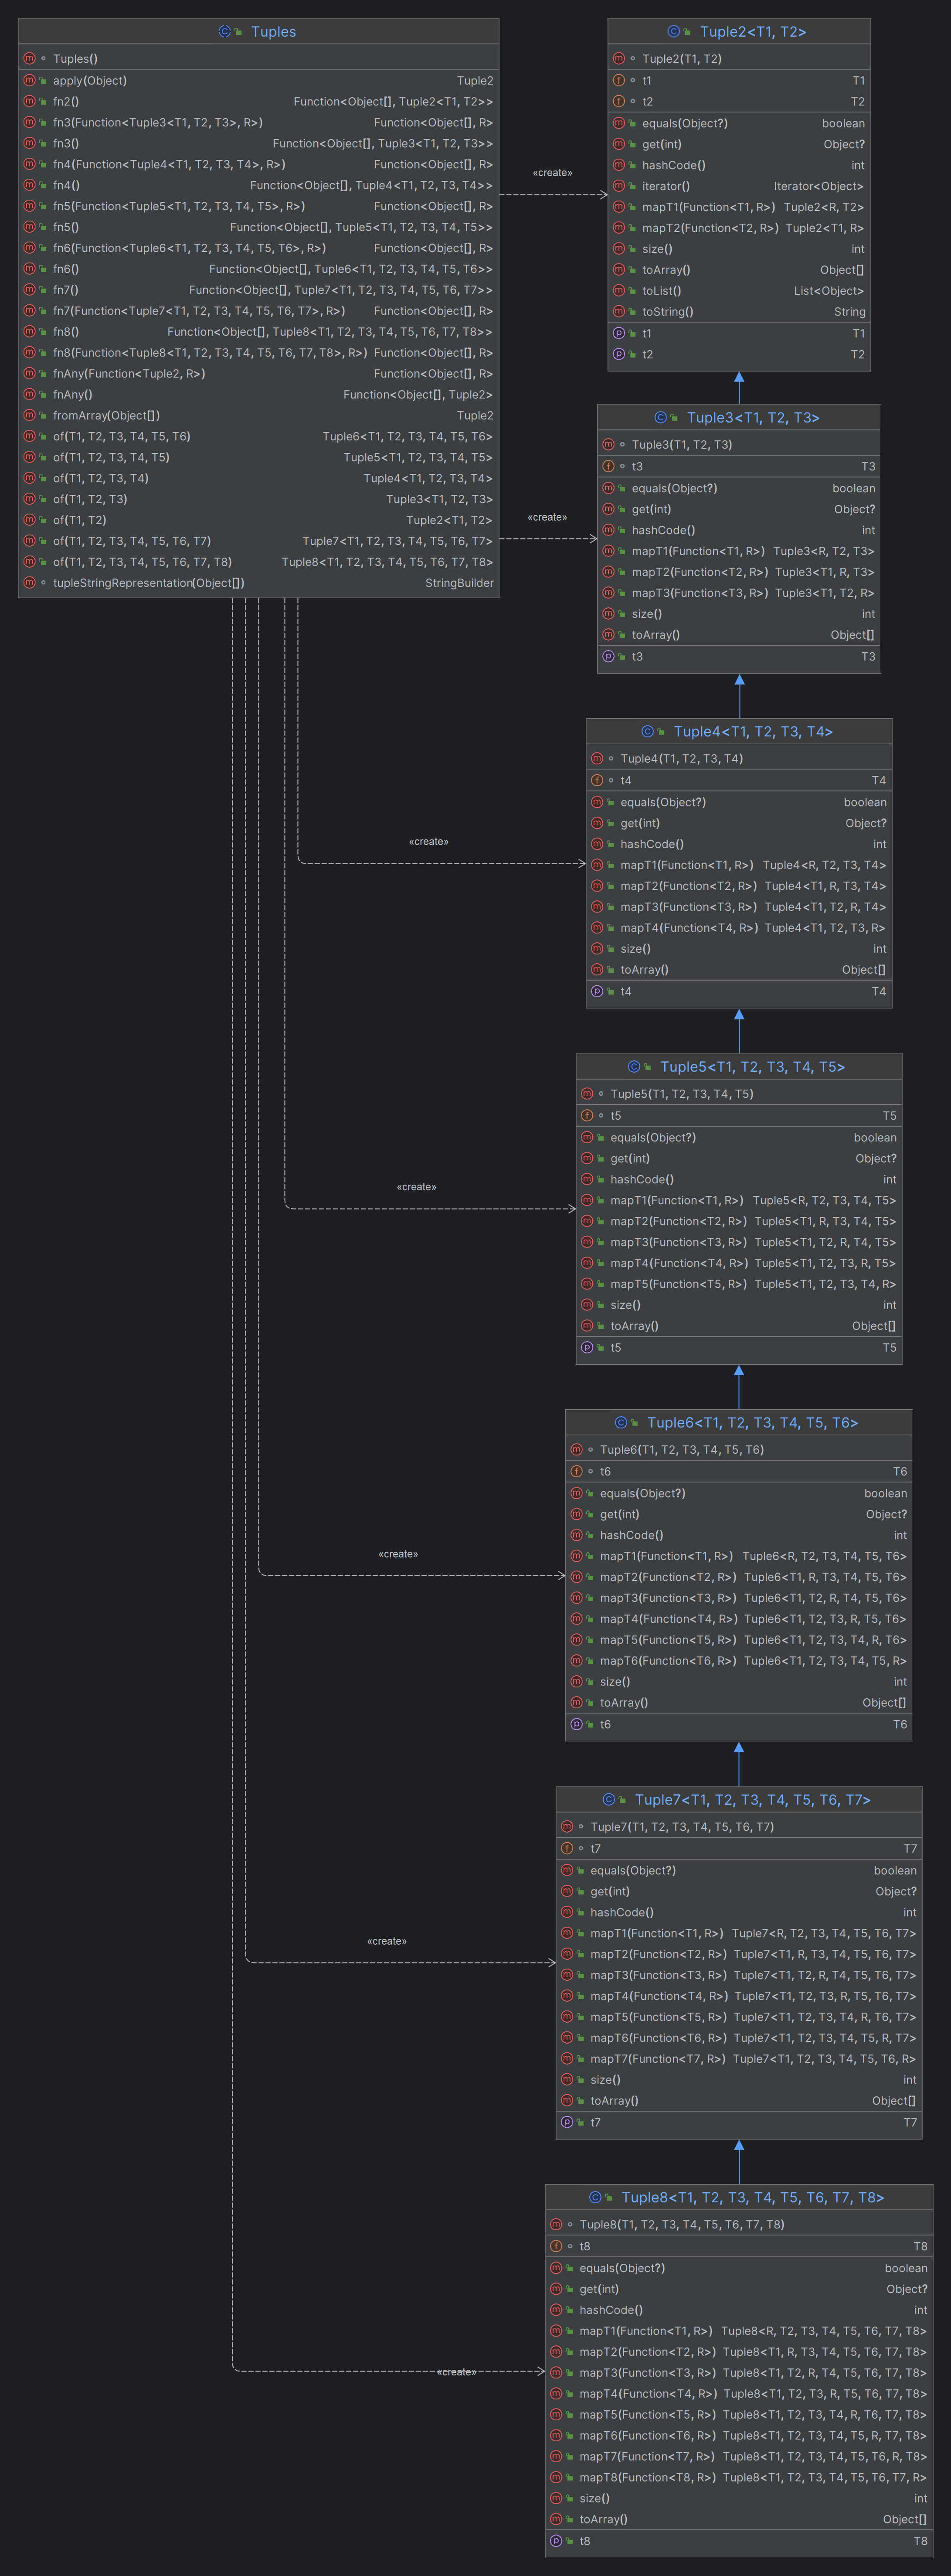 Tuples
Tuples()
apply(Object) Tuple2
fn2() Function<Object[], Tuple2<T1, T2>>
fn3(Function<Tuple3<T1, T2, T3>, R>) Function<Object[], R>
fn3() Function<Object[], Tuple3<T1, T2, T3>>
fn4(Function<Tuple4<T1, T2, T3, T4>, R>) Function<Object[], R>
fn4() Function<Object[], Tuple4<T1, T2, T3, T4>>
fn5(Function<Tuple5<T1, T2, T3, T4, T5>, R>) Function<Object[], R>
fn5() Function<Object[], Tuple5<T1, T2, T3, T4, T5>>
fn6(Function<Tuple6<T1, T2, T3, T4, T5, T6>, R>) Function<Object[], R>
fn6() Function<Object[], Tuple6<T1, T2, T3, T4, T5, T6>>
fn7() Function<Object[], Tuple7<T1, T2, T3, T4, T5, T6, T7>>
fn7(Function<Tuple7<T1, T2, T3, T4, T5, T6, T7>, R>) Function<Object[], R>
fn8() Function<Object[], Tuple8<T1, T2, T3, T4, T5, T6, T7, T8>>
fn8(Function<Tuple8<T1, T2, T3, T4, T5, T6, T7, T8>, R>) Function<Object[], R>
fnAny(Function<Tuple2, R>) Function<Object[], R>
fnAny() Function<Object[], Tuple2>
fromArray(Object[]) Tuple2
of(T1, T2, T3, T4, T5, T6) Tuple6<T1, T2, T3, T4, T5, T6>
of(T1, T2, T3, T4, T5) Tuple5<T1, T2, T3, T4, T5>
of(T1, T2, T3, T4) Tuple4<T1, T2, T3, T4>
of(T1, T2, T3) Tuple3<T1, T2, T3>
of(T1, T2) Tuple2<T1, T2>
of(T1, T2, T3, T4, T5, T6, T7) Tuple7<T1, T2, T3, T4, T5, T6, T7>
of(T1, T2, T3, T4, T5, T6, T7, T8) Tuple8<T1, T2, T3, T4, T5, T6, T7, T8>
tupleStringRepresentation(Object[]) StringBuilder
«create»
Tuple2<T1, T2>
Tuple2(T1, T2)
t1 T1
t2 T2
equals(Object?) boolean
get(int) Object?
hashCode() int
iterator() Iterator<Object>
mapT1(Function<T1, R>) Tuple2<R, T2>
mapT2(Function<T2, R>) Tuple2<T1, R>
size() int
toArray() Object[]
toList() List<Object>
toString() String
t1 T1
t2 T2
«create»
Tuple3<T1, T2, T3>
Tuple3(T1, T2, T3)
t3 T3
equals(Object?) boolean
get(int) Object?
hashCode() int
mapT1(Function<T1, R>) Tuple3<R, T2, T3>
mapT2(Function<T2, R>) Tuple3<T1, R, T3>
mapT3(Function<T3, R>) Tuple3<T1, T2, R>
size() int
toArray() Object[]
t3 T3
«create»
Tuple4<T1, T2, T3, T4>
Tuple4(T1, T2, T3, T4)
t4 T4
equals(Object?) boolean
get(int) Object?
hashCode() int
mapT1(Function<T1, R>) Tuple4<R, T2, T3, T4>
mapT2(Function<T2, R>) Tuple4<T1, R, T3, T4>
mapT3(Function<T3, R>) Tuple4<T1, T2, R, T4>
mapT4(Function<T4, R>) Tuple4<T1, T2, T3, R>
size() int
toArray() Object[]
t4 T4
«create»
Tuple5<T1, T2, T3, T4, T5>
Tuple5(T1, T2, T3, T4, T5)
t5 T5
equals(Object?) boolean
get(int) Object?
hashCode() int
mapT1(Function<T1, R>) Tuple5<R, T2, T3, T4, T5>
mapT2(Function<T2, R>) Tuple5<T1, R, T3, T4, T5>
mapT3(Function<T3, R>) Tuple5<T1, T2, R, T4, T5>
mapT4(Function<T4, R>) Tuple5<T1, T2, T3, R, T5>
mapT5(Function<T5, R>) Tuple5<T1, T2, T3, T4, R>
size() int
toArray() Object[]
t5 T5
«create»
Tuple6<T1, T2, T3, T4, T5, T6>
Tuple6(T1, T2, T3, T4, T5, T6)
t6 T6
equals(Object?) boolean
get(int) Object?
hashCode() int
mapT1(Function<T1, R>) Tuple6<R, T2, T3, T4, T5, T6>
mapT2(Function<T2, R>) Tuple6<T1, R, T3, T4, T5, T6>
mapT3(Function<T3, R>) Tuple6<T1, T2, R, T4, T5, T6>
mapT4(Function<T4, R>) Tuple6<T1, T2, T3, R, T5, T6>
mapT5(Function<T5, R>) Tuple6<T1, T2, T3, T4, R, T6>
mapT6(Function<T6, R>) Tuple6<T1, T2, T3, T4, T5, R>
size() int
toArray() Object[]
t6 T6
«create»
Tuple7<T1, T2, T3, T4, T5, T6, T7>
Tuple7(T1, T2, T3, T4, T5, T6, T7)
t7 T7
equals(Object?) boolean
get(int) Object?
hashCode() int
mapT1(Function<T1, R>) Tuple7<R, T2, T3, T4, T5, T6, T7>
mapT2(Function<T2, R>) Tuple7<T1, R, T3, T4, T5, T6, T7>
mapT3(Function<T3, R>) Tuple7<T1, T2, R, T4, T5, T6, T7>
mapT4(Function<T4, R>) Tuple7<T1, T2, T3, R, T5, T6, T7>
mapT5(Function<T5, R>) Tuple7<T1, T2, T3, T4, R, T6, T7>
mapT6(Function<T6, R>) Tuple7<T1, T2, T3, T4, T5, R, T7>
mapT7(Function<T7, R>) Tuple7<T1, T2, T3, T4, T5, T6, R>
size() int
toArray() Object[]
t7 T7
«create»
Tuple8<T1, T2, T3, T4, T5, T6, T7, T8>
Tuple8(T1, T2, T3, T4, T5, T6, T7, T8)
t8 T8
equals(Object?) boolean
get(int) Object?
hashCode() int
mapT1(Function<T1, R>) Tuple8<R, T2, T3, T4, T5, T6, T7, T8>
mapT2(Function<T2, R>) Tuple8<T1, R, T3, T4, T5, T6, T7, T8>
mapT3(Function<T3, R>) Tuple8<T1, T2, R, T4, T5, T6, T7, T8>
mapT4(Function<T4, R>) Tuple8<T1, T2, T3, R, T5, T6, T7, T8>
mapT5(Function<T5, R>) Tuple8<T1, T2, T3, T4, R, T6, T7, T8>
mapT6(Function<T6, R>) Tuple8<T1, T2, T3, T4, T5, R, T7, T8>
mapT7(Function<T7, R>) Tuple8<T1, T2, T3, T4, T5, T6, R, T8>
mapT8(Function<T8, R>) Tuple8<T1, T2, T3, T4, T5, T6, T7, R>
size() int
toArray() Object[]
t8 T8